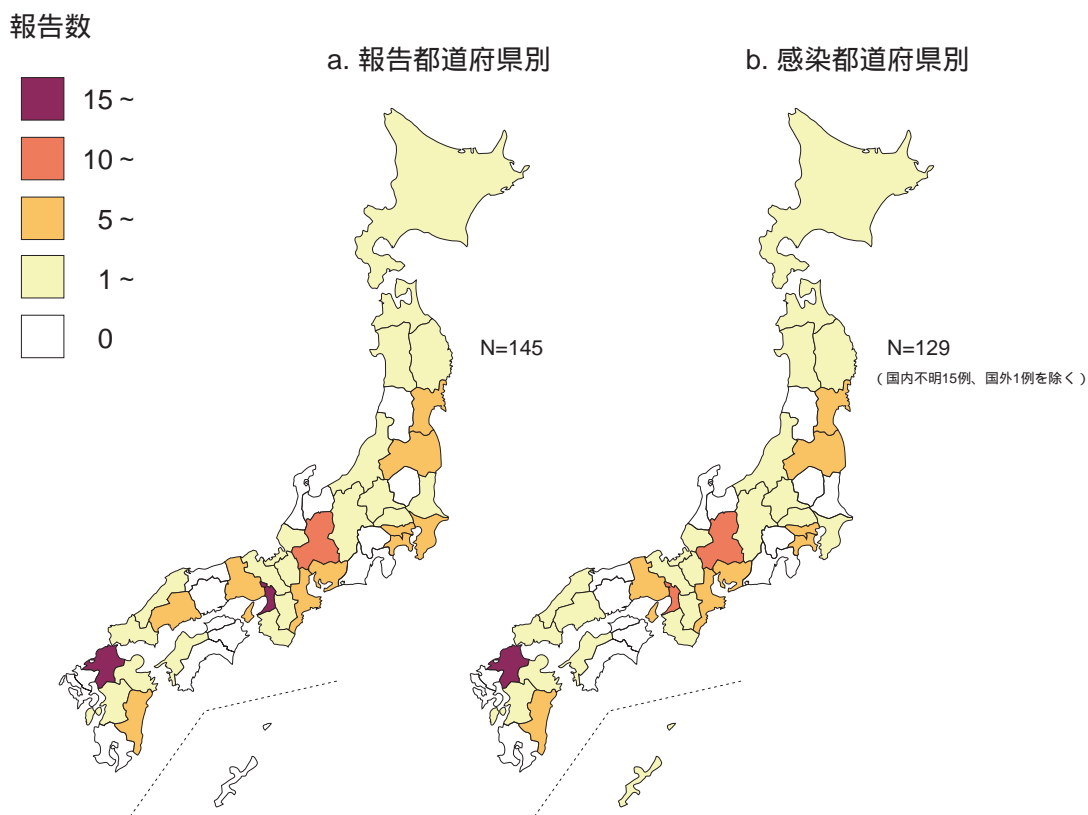 報告数
15 ~
10 ~
5 ~
1 ~
0
a. 報告都道府県別
N=145
b. 感染都道府県別
N=129
（国内不明15例、国外1例を除く）